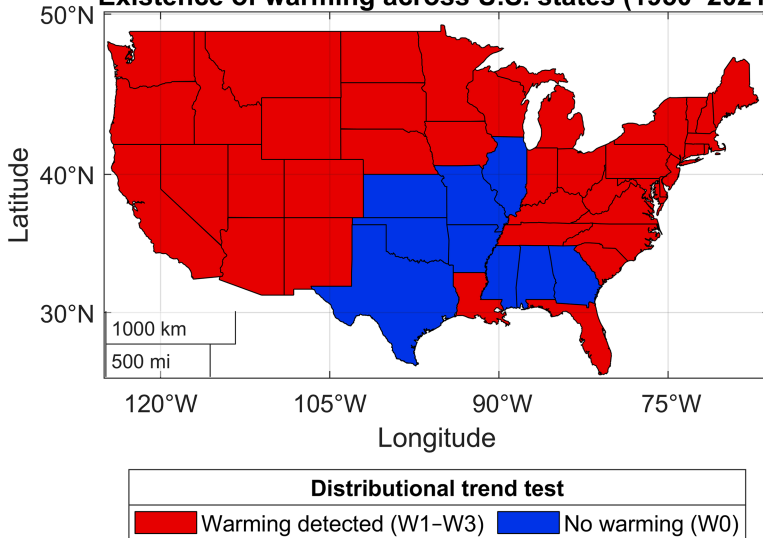 Existence of warming across U.S. states (1980–2021
50°N
40°N
30°N
Latitude
1000 km
500 mi
120°W 105°W 90°W 75°W
Longitude
Distributional trend test
Warming detected (W1–W3) No warming (W0)